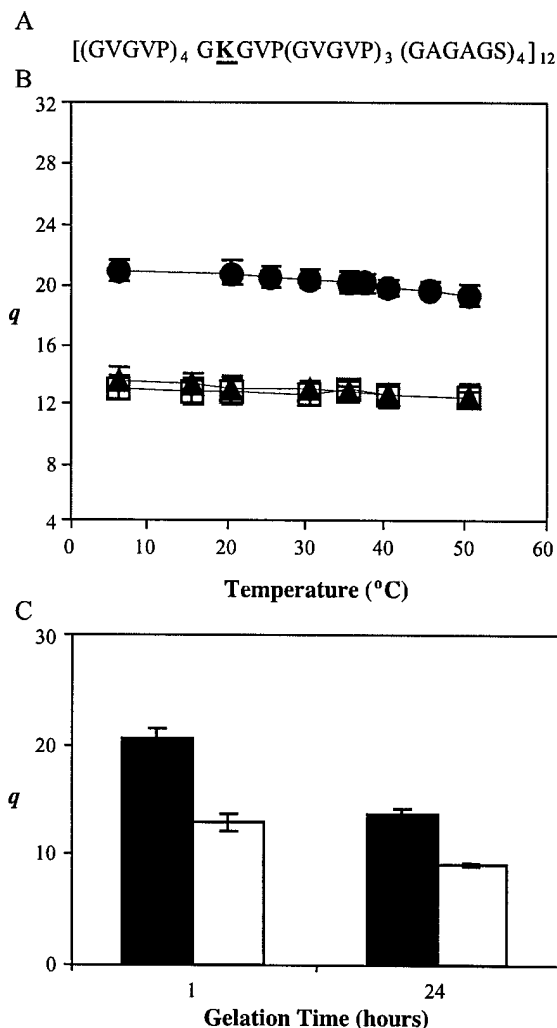 A
[(GVGVP)4 GKGVP(GVGVP)3 (GAGAGS)4]12
B
32
28
24
20
q
16
12
8
4
0 10 20 30 40 50 60
Temperature (°C)
C
30
20
q
10
0
1 24
Gelation Time (hours)